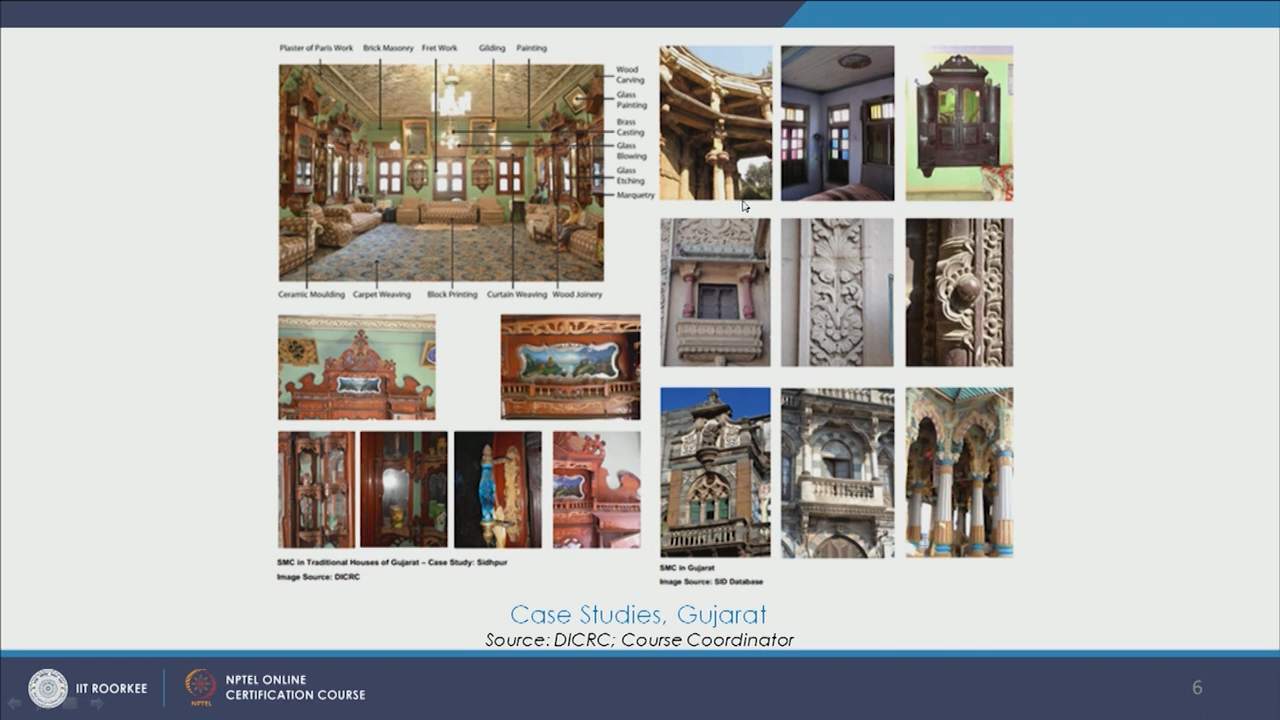 Plaster of Paris Work Brick Masonry Fret Work Gilding Painting
Wood
Carving
Glass
Painting
Brass
Casting
Glass
Blowing
Glass
Etching
Marquetry
Ceramic Moulding Carpet Weaving Block Printing Curtain Weaving Wood Joinery
SMC in Traditional Houses of Gujarat – Case Study: Sidhpur
Image Source: DICRC
SMC in Gujarat
Image Source: SID Database
Case Studies, Gujarat
Source: DICRC; Course Coordinator
IIT ROORKEE
NPTEL
NPTEL ONLINE
CERTIFICATION COURSE
6